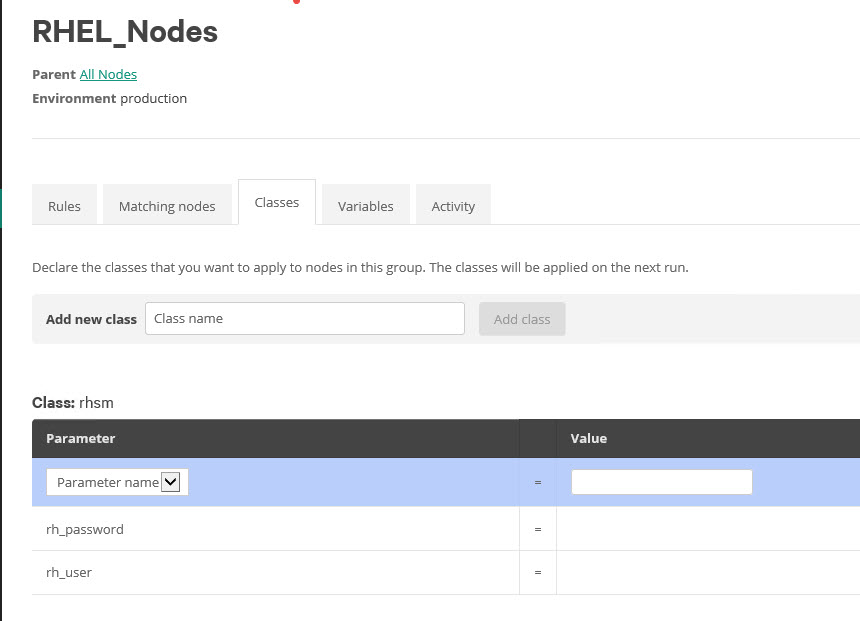 RHEL_Nodes
Parent All Nodes
Environment production
Rules Matching nodes Classes Variables Activity
Declare the classes that you want to apply to nodes in this group. The classes will be applied on the next run.
Add new class Class name Add class
Class: rhsm
Parameter Value
Parameter name =
rh_password =
rh_user =